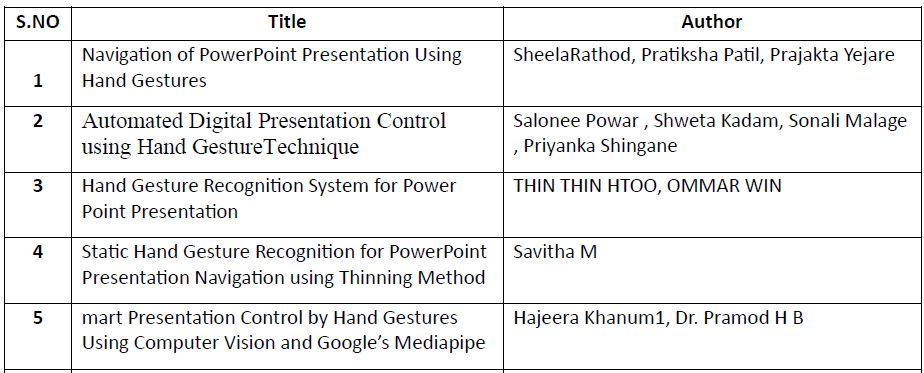 S.NO Title Author
Navigation of PowerPoint Presentation Using SheelaRathod, Pratiksha Patil, Prajakta Yejare
1 Hand Gestures
2 Automated Digital Presentation Control Salonee Powar , Shweta Kadam, Sonali Malage
using Hand GestureTechnique , Priyanka Shingane
3 Hand Gesture Recognition System for Power THIN THIN HTOO, OMMAR WIN
Point Presentation
4 Static Hand Gesture Recognition for PowerPoint Savitha M
Presentation Navigation using Thinning Method
5 mart Presentation Control by Hand Gestures Hajeera Khanum1, Dr. Pramod H B
Using Computer Vision and Google’s Mediapipe